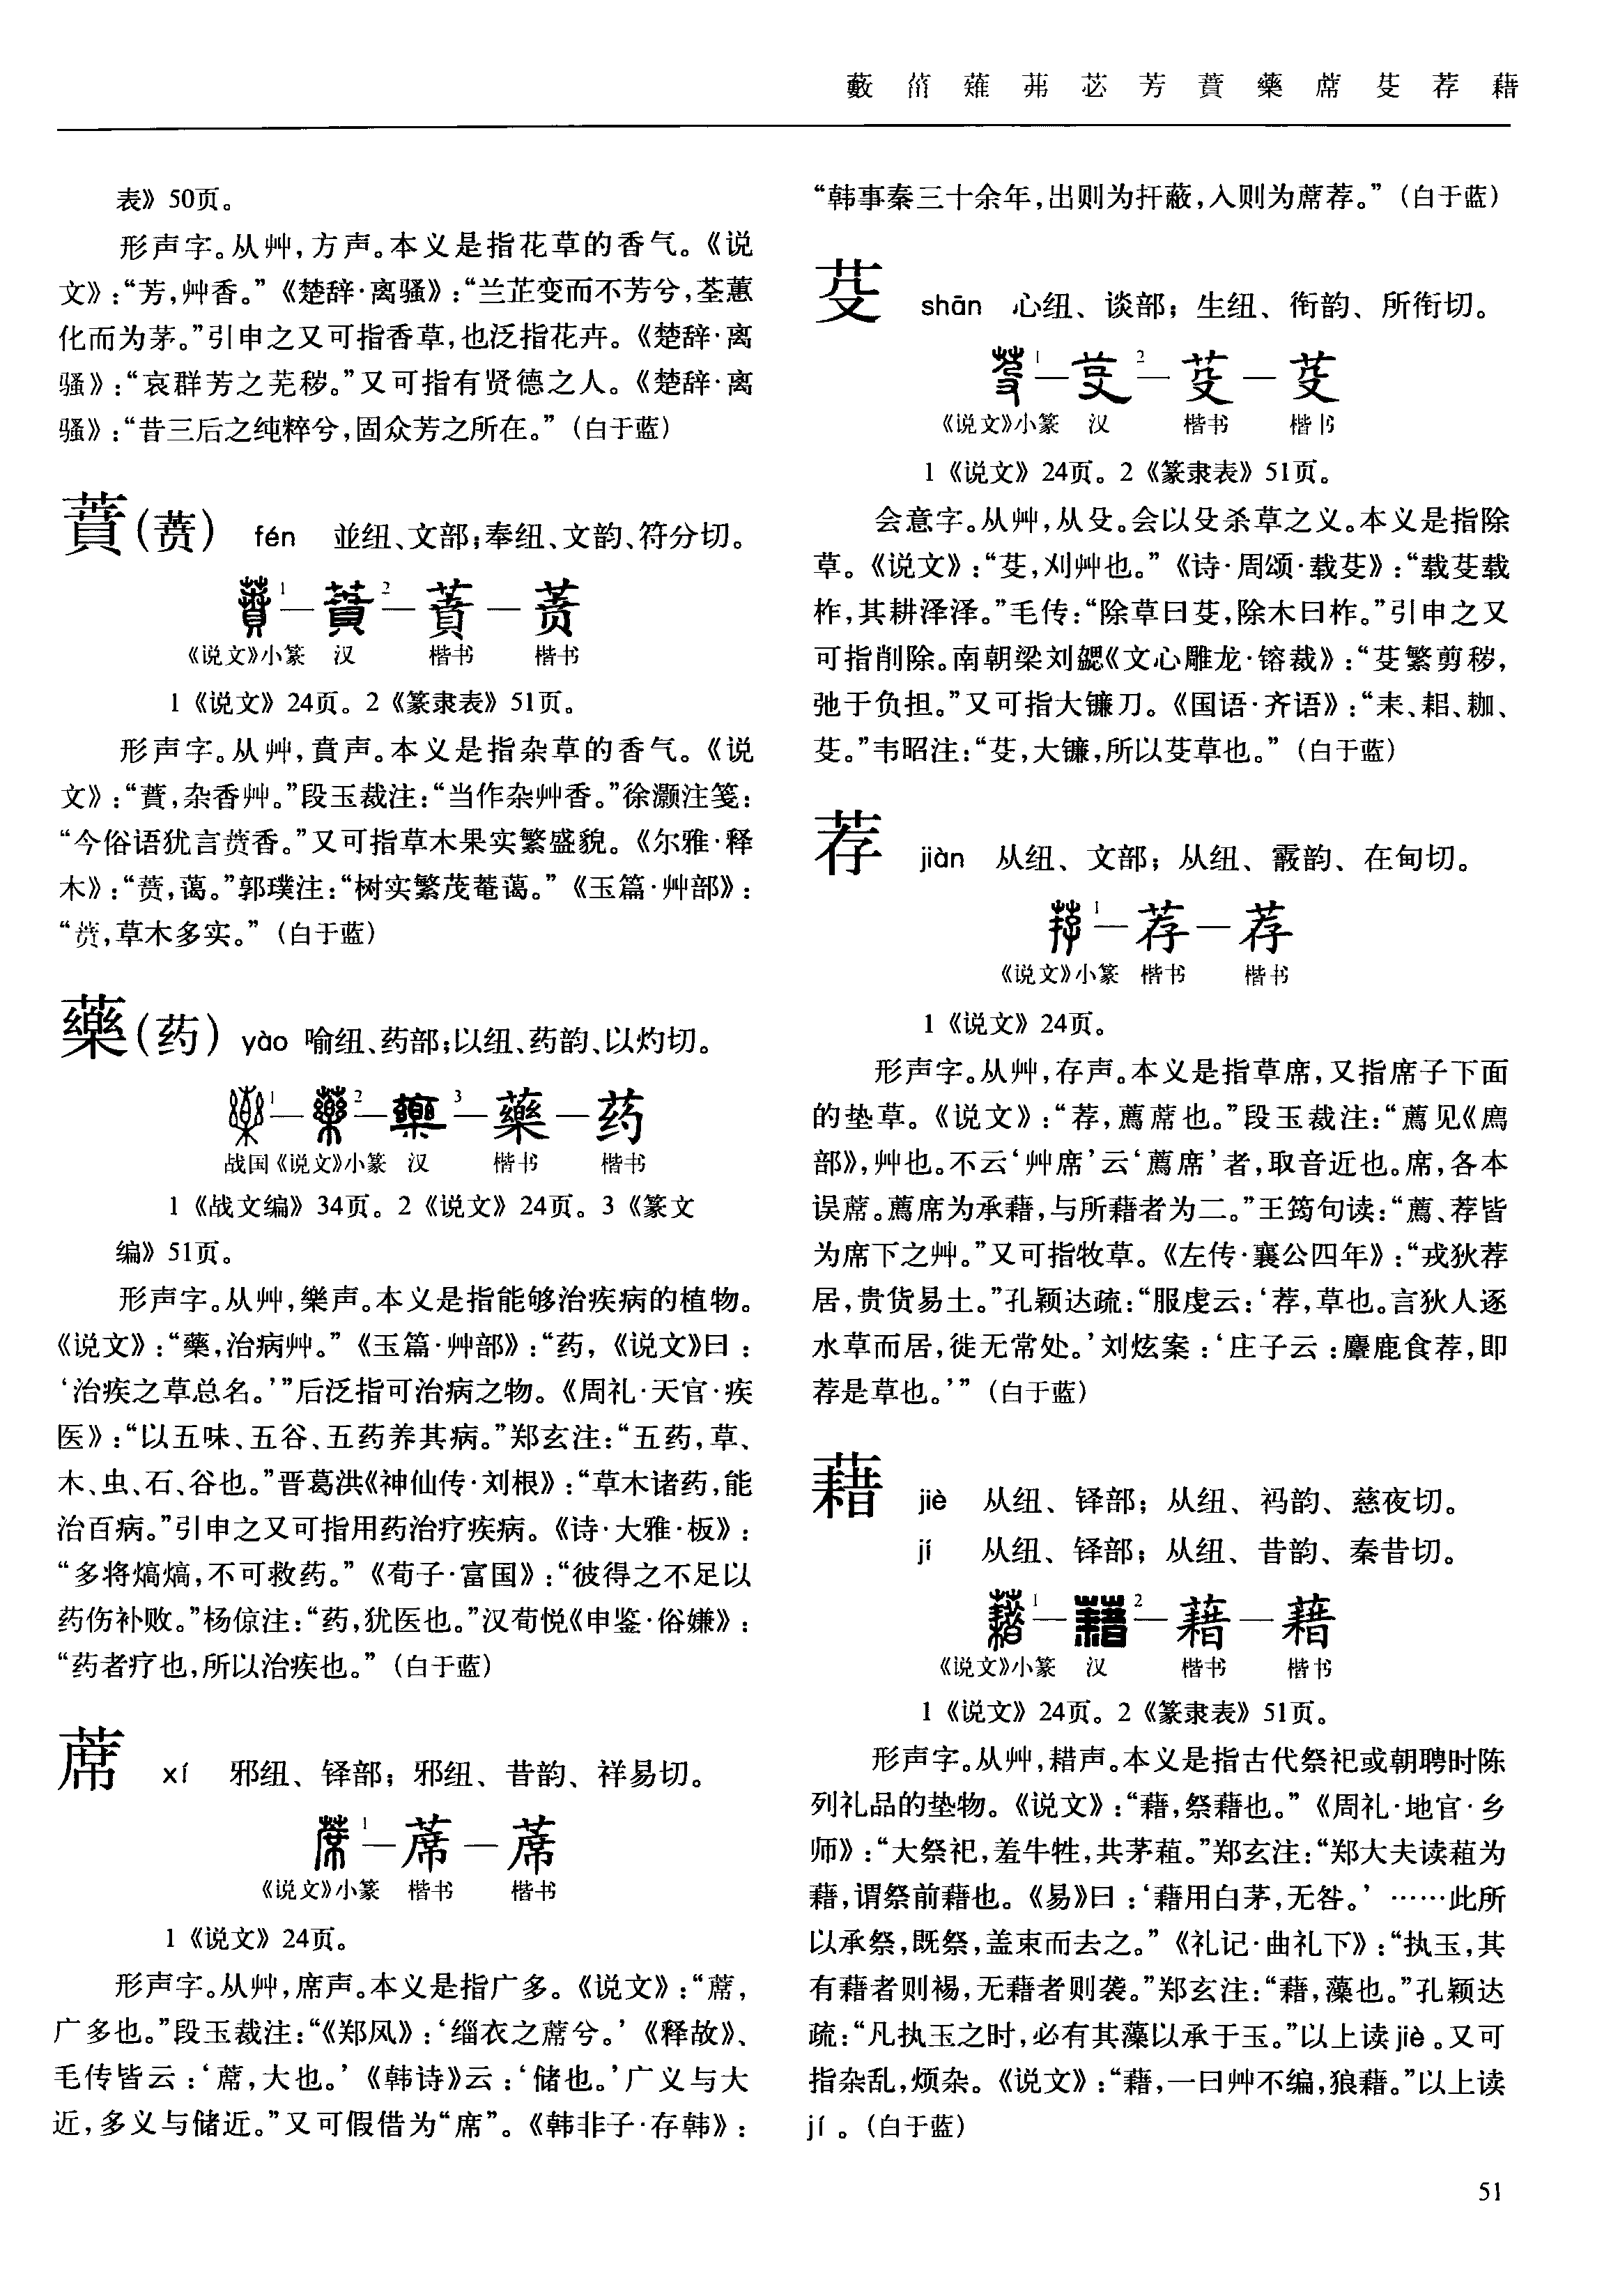 藪 䔰 薙 茀 苾 芳 蕡 藥 蓆 芟 荐 藉
表》50页。
形声字。从艸，方声。本义是指花草的香气。《说
文》：“芳，艸香。”《楚辞·离骚》：“兰芷变而不芳兮，荃蕙
化而为茅。”引申之又可指香草，也泛指花卉。《楚辞·离
骚》：“哀群芳之芜秽。”又可指有贤德之人。《楚辞·离
骚》：“昔三后之纯粹兮，固众芳之所在。”（白于蓝）
蕡（蕡） fén 並纽、文部；奉纽、文韵、符分切。
蕡1—蕡2—蕡—蕡
《说文》小篆 汉 楷书 楷书
1《说文》24页。2《篆隶表》51页。
形声字。从艸，賁声。本义是指杂草的香气。《说
文》：“蕡，杂香艸。”段玉裁注：“当作杂艸香。”徐灏注笺：
“今俗语犹言蕡香。”又可指草木果实繁盛貌。《尔雅·释
木》：“蕡，蔼。”郭璞注：“树实繁茂菴蔼。”《玉篇·艸部》：
“蕡，草木多实。”（白于蓝）
藥（药） yào 喻纽、药部；以纽、药韵、以灼切。
藥1—藥2—藥3—藥—药
战国《说文》小篆 汉 楷书 楷书
1《战文编》34页。2《说文》24页。3《篆文
编》51页。
形声字。从艸，樂声。本义是指能够治疾病的植物。
《说文》：“藥，治病艸。”《玉篇·艸部》：“药，《说文》曰：
‘治疾之草总名。’”后泛指可治病之物。《周礼·天官·疾
医》：“以五味、五谷、五药养其病。”郑玄注：“五药，草、
木、虫、石、谷也。”晋葛洪《神仙传·刘根》：“草木诸药，能
治百病。”引申之又可指用药治疗疾病。《诗·大雅·板》：
“多将熇熇，不可救药。”《荀子·富国》：“彼得之不足以
药伤补败。”杨倞注：“药，犹医也。”汉荀悦《申鉴·俗嫌》：
“药者疗也，所以治疾也。”（白于蓝）
蓆 xí 邪纽、铎部；邪纽、昔韵、祥易切。
蓆1—蓆—蓆
《说文》小篆 楷书 楷书
1《说文》24页。
形声字。从艸，席声。本义是指广多。《说文》：“蓆，
广多也。”段玉裁注：“《郑风》：‘缁衣之蓆兮。’《释故》、
毛传皆云：‘蓆，大也。’《韩诗》云：‘储也。’广义与大
近，多义与储近。”又可假借为“席”。《韩非子·存韩》：
“韩事秦三十余年，出则为扞蔽，入则为蓆荐。”（白于蓝）
芟 shān 心纽、谈部；生纽、衔韵、所衔切。
芟1—芟2—芟—芟
《说文》小篆 汉 楷书 楷书
1《说文》24页。2《篆隶表》51页。
会意字。从艸，从殳。会以殳杀草之义。本义是指除
草。《说文》：“芟，刈艸也。”《诗·周颂·载芟》：“载芟载
柞，其耕泽泽。”毛传：“除草曰芟，除木曰柞。”引申之又
可指削除。南朝梁刘勰《文心雕龙·镕裁》：“芟繁剪秽，
弛于负担。”又可指大镰刀。《国语·齐语》：“耒、耜、耞、
芟。”韦昭注：“芟，大镰，所以芟草也。”（白于蓝）
荐 jiàn 从纽、文部；从纽、霰韵、在甸切。
荐1—荐—荐
《说文》小篆 楷书 楷书
1《说文》24页。
形声字。从艸，存声。本义是指草席，又指席子下面
的垫草。《说文》：“荐，薦蓆也。”段玉裁注：“薦见《廌
部》，艸也。不云‘艸席’云‘薦席’者，取音近也。席，各本
误蓆。薦席为承藉，与所藉者为二。”王筠句读：“薦、荐皆
为席下之艸。”又可指牧草。《左传·襄公四年》：“戎狄荐
居，贵货易土。”孔颖达疏：“服虔云：‘荐，草也。言狄人逐
水草而居，徙无常处。’刘炫案：‘庄子云：麋鹿食荐，即
荐是草也。’”（白于蓝）
藉 jiè 从纽、铎部；从纽、祃韵、慈夜切。
jí 从纽、铎部；从纽、昔韵、秦昔切。
藉1—藉2—藉—藉
《说文》小篆 汉 楷书 楷书
1《说文》24页。2《篆隶表》51页。
形声字。从艸，耤声。本义是指古代祭祀或朝聘时陈
列礼品的垫物。《说文》：“藉，祭藉也。”《周礼·地官·乡
师》：“大祭祀，羞牛牲，共茅蒩。”郑玄注：“郑大夫读蒩为
藉，谓祭前藉也。《易》曰：‘藉用白茅，无咎。’……此所
以承祭，既祭，盖束而去之。”《礼记·曲礼下》：“执玉，其
有藉者则裼，无藉者则袭。”郑玄注：“藉，藻也。”孔颖达
疏：“凡执玉之时，必有其藻以承于玉。”以上读jiè。又可
指杂乱，烦杂。《说文》：“藉，一曰艸不编，狼藉。”以上读
jí。（白于蓝）
51